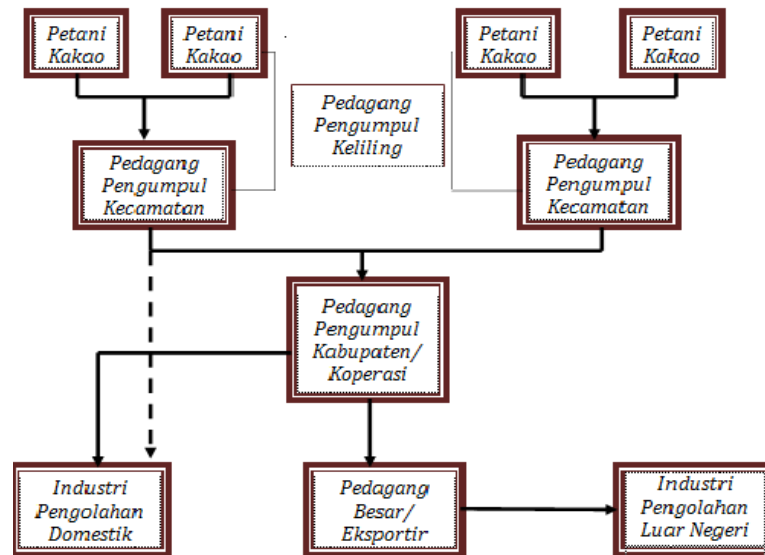 Petani
Kakao
Petani
Kakao
Petani
Kakao
Petani
Kakao
Pedagang
Pengumpul
Keliling
Pedagang
Pengumpul
Kecamatan
Pedagang
Pengumpul
Kecamatan
Pedagang
Pengumpul
Kabupaten/
Koperasi
Industri
Pengolahan
Domestik
Pedagang
Besar/
Eksportir
Industri
Pengolahan
Luar Negeri